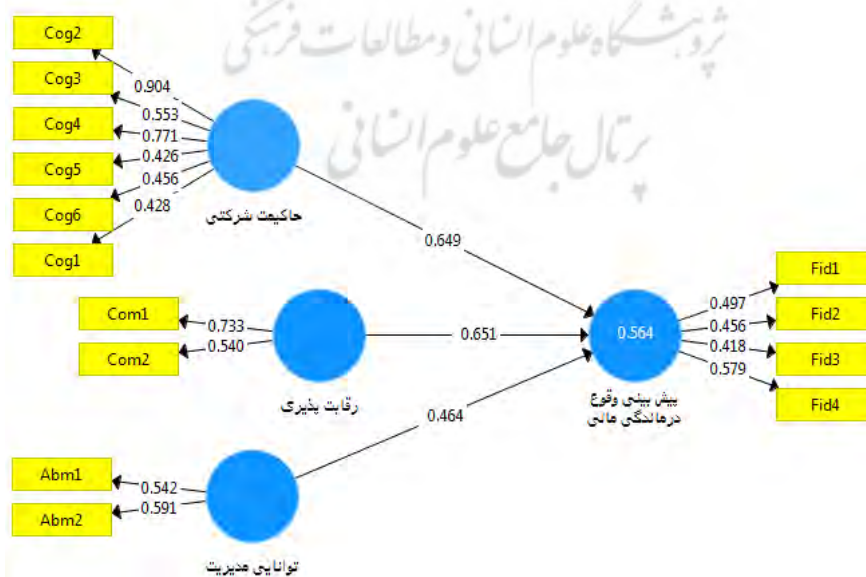 پژوهشگاه علوم انسانی و مطالعات فرهنگی
پرتال جامع علوم انسانی
Cog2
Cog3
Cog4
Cog5
Cog6
Cog1
0.904
0.553
0.771
0.426
0.456
0.428
حاکمیت شرکتی
0.649
Com1
Com2
0.733
0.540
رقابت پذیری
0.651
Abm1
Abm2
0.542
0.591
توانایی مدیریت
0.464
0.564
پیش بینی وقوع
درماندگی مالی
0.497
0.456
0.418
0.579
Fid1
Fid2
Fid3
Fid4